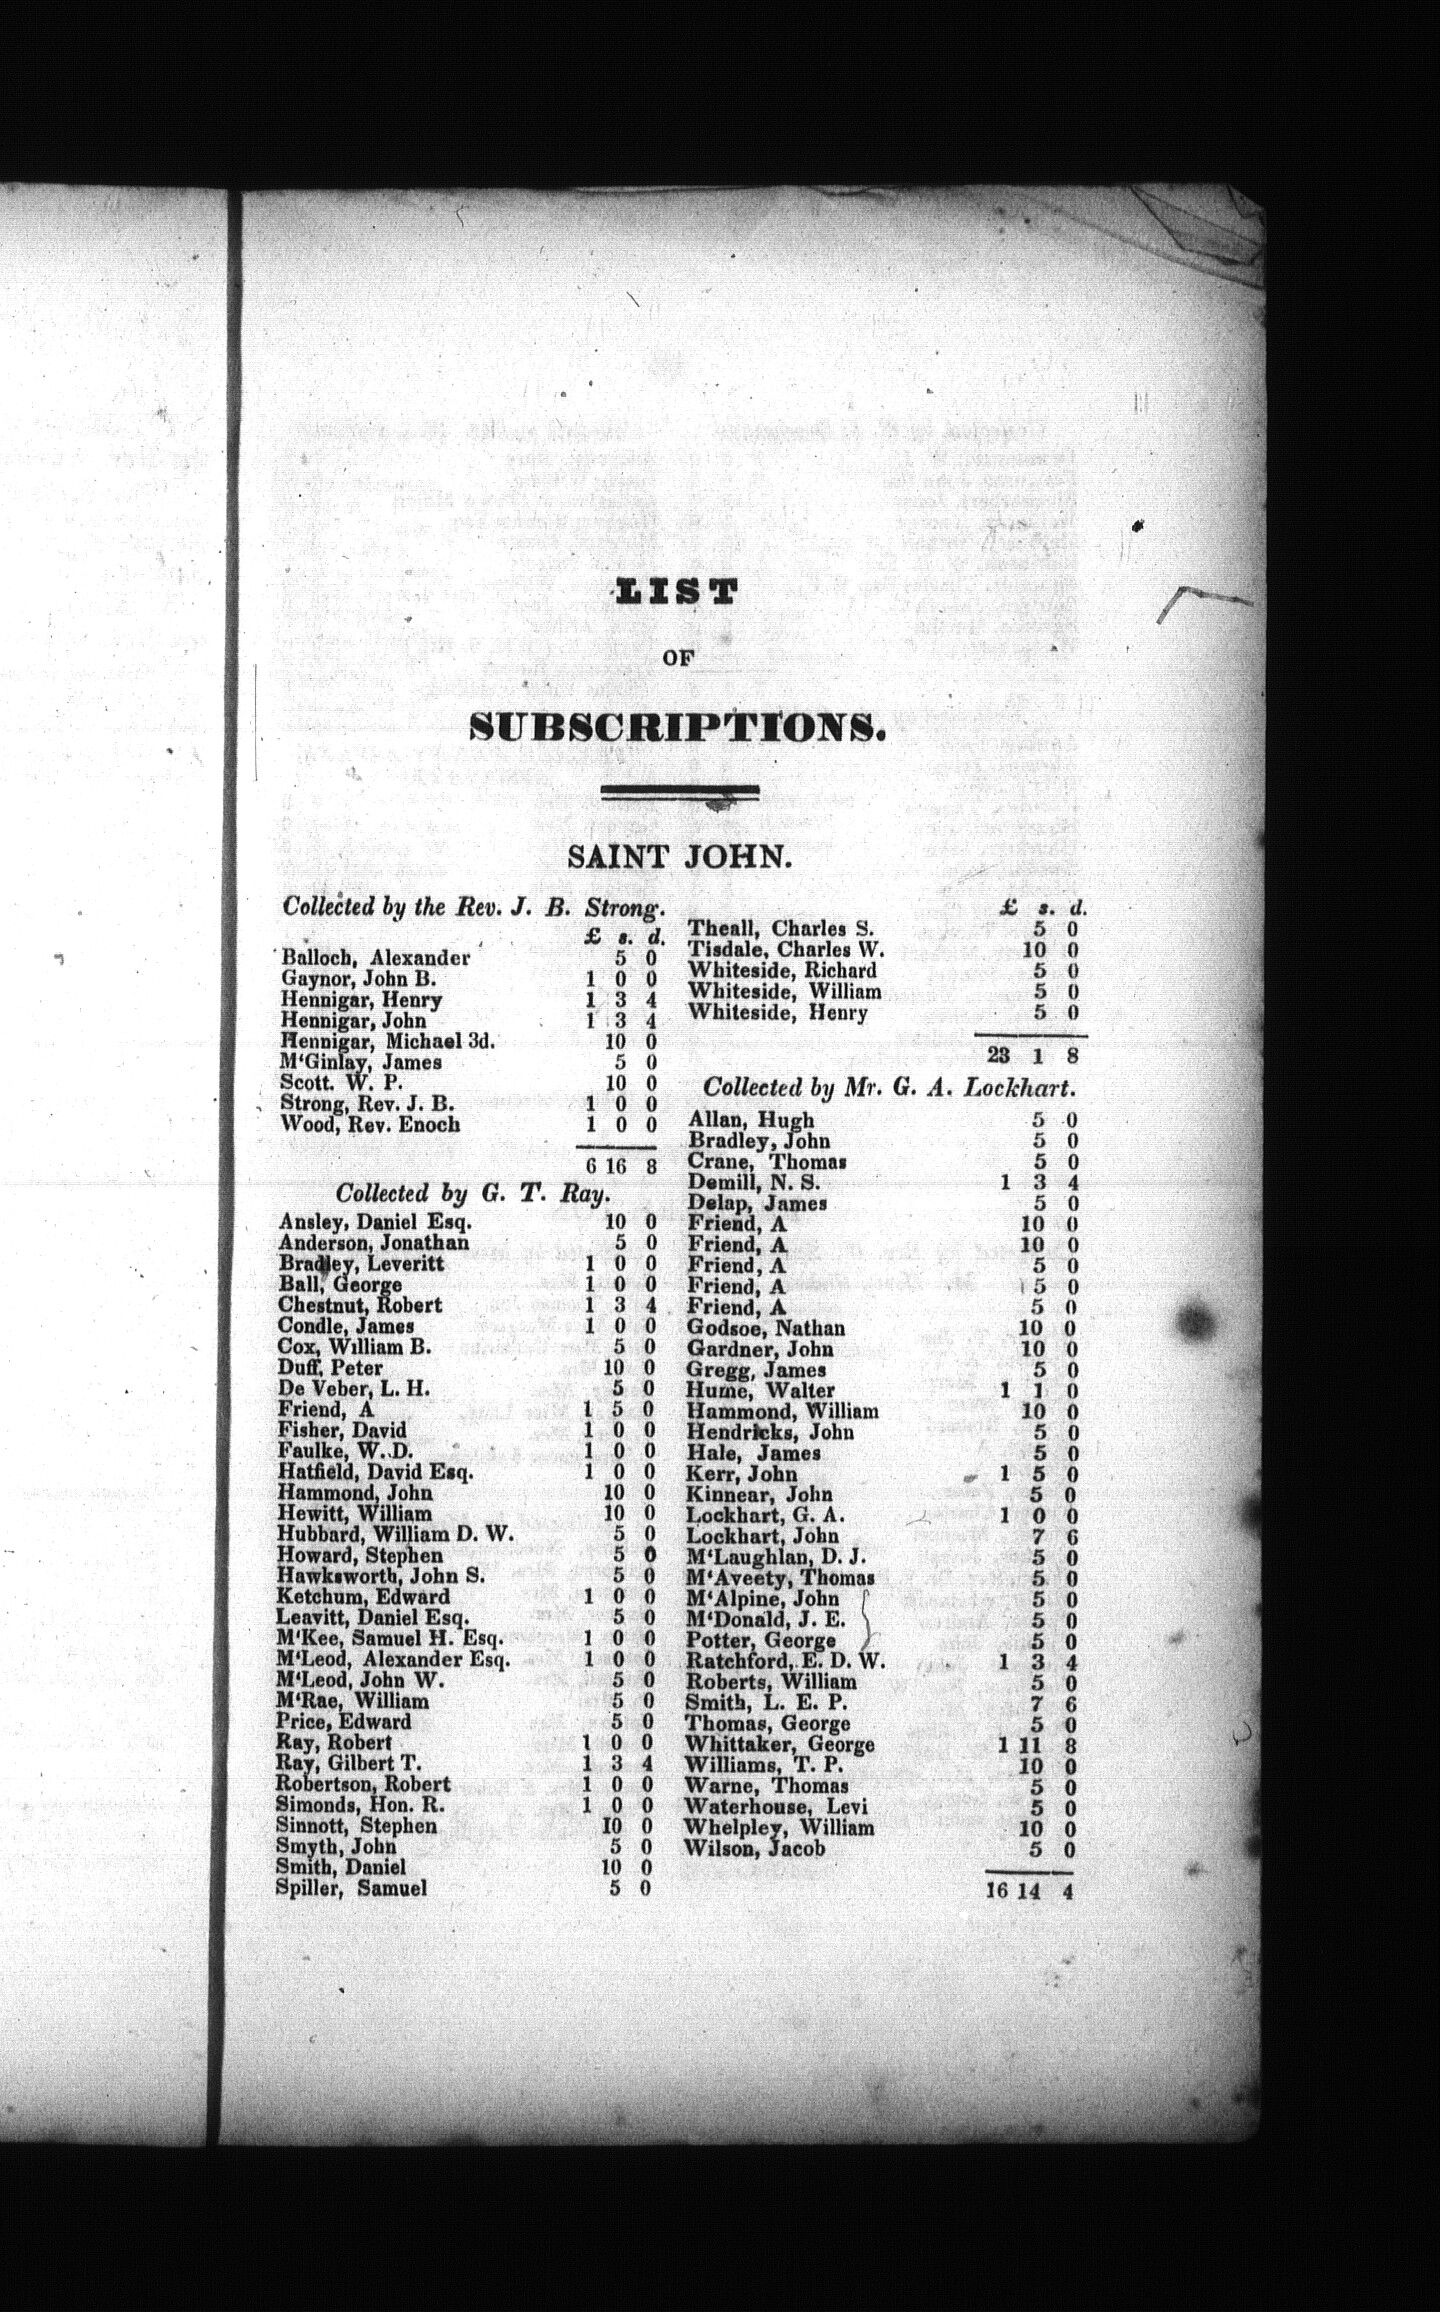 LIST
OF
SUBSCRIPTIONS.
SAINT JOHN.
Collected by the Rev. J. B. Strong.
£ s. d.
Balloch, Alexander 5 0
Gaynor, John B. 1 0 0
Hennigar, Henry 1 3 4
Hennigar, John 1 3 4
Hennigar, Michael 3d. 10 0
M'Ginlay, James 5 0
Scott. W. P. 10 0
Strong, Rev. J. B. 1 0 0
Wood, Rev. Enoch 1 0 0
6 16 8
Collected by G. T. Ray.
Ansley, Daniel Esq. 10 0
Anderson, Jonathan 5 0
Bradley, Leveritt 1 0 0
Ball, George 1 0 0
Chestnut, Robert 1 3 4
Condle, James 1 0 0
Cox, William B. 5 0
Duff, Peter 10 0
De Veber, L. H. 5 0
Friend, A 1 5 0
Fisher, David 1 0 0
Faulke, W. D. 1 0 0
Hatfield, David Esq. 1 0 0
Hammond, John 10 0
Hewitt, William 10 0
Hubbard, William D. W. 5 0
Howard, Stephen 5 0
Hawksworth, John S. 5 0
Ketchum, Edward 1 0 0
Leavitt, Daniel Esq. 5 0
M'Kee, Samuel H. Esq. 1 0 0
M'Leod, Alexander Esq. 1 0 0
M'Leod, John W. 5 0
M'Rae, William 5 0
Price, Edward 5 0
Ray, Robert 1 0 0
Ray, Gilbert T. 1 3 4
Robertson, Robert 1 0 0
Simonds, Hon. R. 1 0 0
Sinnott, Stephen 10 0
Smyth, John 5 0
Smith, Daniel 10 0
Spiller, Samuel 5 0
£ s. d.
Theall, Charles S. 5 0
Tisdale, Charles W. 10 0
Whiteside, Richard 5 0
Whiteside, William 5 0
Whiteside, Henry 5 0
23 1 8
Collected by Mr. G. A. Lockhart.
Allan, Hugh 5 0
Bradley, John 5 0
Crane, Thomas 5 0
Demill, N. S. 1 3 4
Delap, James 5 0
Friend, A 10 0
Friend, A 10 0
Friend, A 5 0
Friend, A 5 0
Friend, A 5 0
Godsoe, Nathan 10 0
Gardner, John 10 0
Gregg, James 5 0
Hume, Walter 1 1 0
Hammond, William 10 0
Hendricks, John 5 0
Hale, James 5 0
Kerr, John 1 5 0
Kinnear, John 5 0
Lockhart, G. A. 1 0 0
Lockhart, John 7 6
M'Laughlan, D. J. 5 0
M'Aveety, Thomas 5 0
M'Alpine, John 5 0
M'Donald, J. E. 5 0
Potter, George 5 0
Ratchford, E. D. W. 1 3 4
Roberts, William 5 0
Smith, L. E. P. 7 6
Thomas, George 5 0
Whittaker, George 1 11 8
Williams, T. P. 10 0
Warne, Thomas 5 0
Waterhouse, Levi 5 0
Whelpley, William 10 0
Wilson, Jacob 5 0
16 14 4